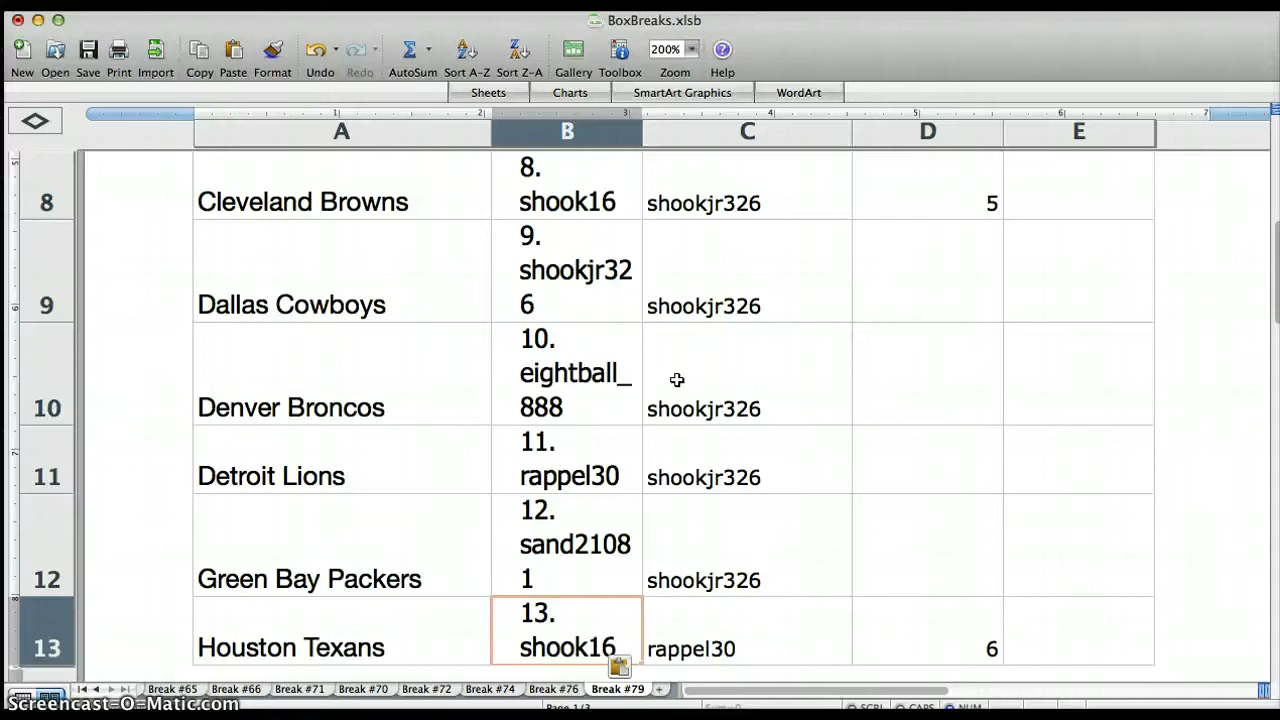 BoxBreaks.xlsb
New Open Save Print Import Copy Paste Format Undo Redo AutoSum Sort A-Z Sort Z-A Gallery Toolbox Zoom Help
200%
Sheets Charts SmartArt Graphics WordArt
A B C D E
8 Cleveland Browns 8. shookjr326 5
shook16
9.
shookjr32
9 Dallas Cowboys 6 shookjr326
10.
eightball_
10 Denver Broncos 888 shookjr326
11.
11 Detroit Lions rappel30 shookjr326
12.
sand2108
12 Green Bay Packers 1 shookjr326
13.
13 Houston Texans shook16 rappel30 6
Break #65 Break #66 Break #71 Break #70 Break #72 Break #74 Break #76 Break #79 +
Screencast-O-Matic.com